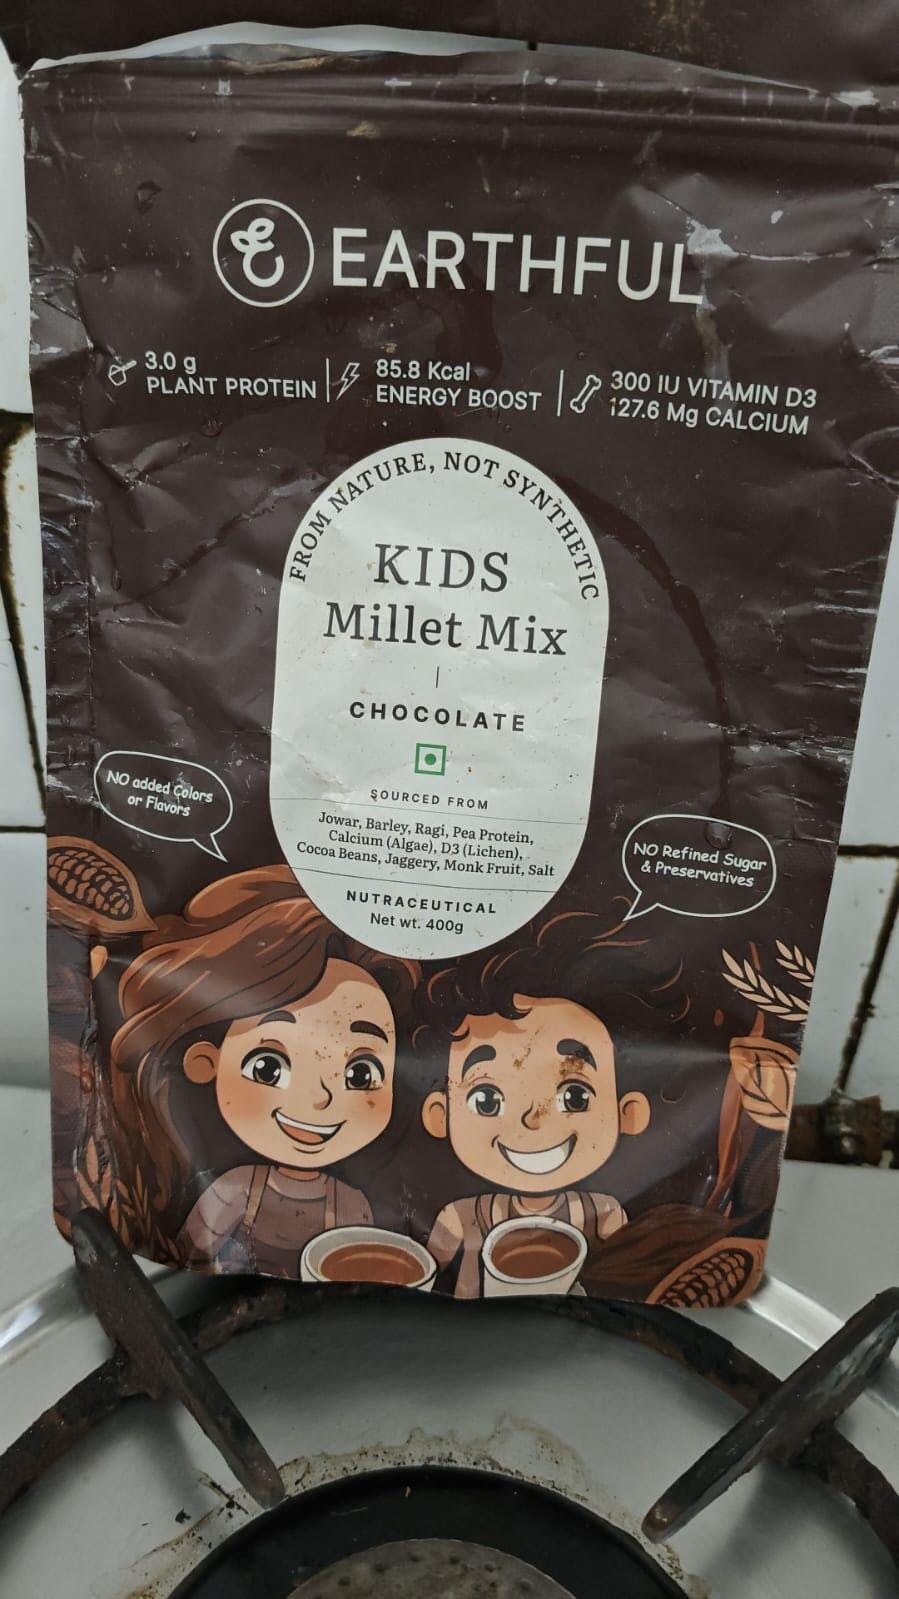 EARTHFUL
3.0 g
PLANT PROTEIN
85.8 Kcal
ENERGY BOOST
300 IU VITAMIN D3
127.6 Mg CALCIUM
FROM NATURE, NOT SYNTHETIC
KIDS
Millet Mix
CHOCOLATE
SOURCED FROM
Jowar, Barley, Ragi, Pea Protein,
Calcium (Algae), D3 (Lichen),
Cocoa Beans, Jaggery, Monk Fruit, Salt
NUTRACEUTICAL
Net wt. 400g
NO added Colors
or Flavors
NO Refined Sugar
& Preservatives